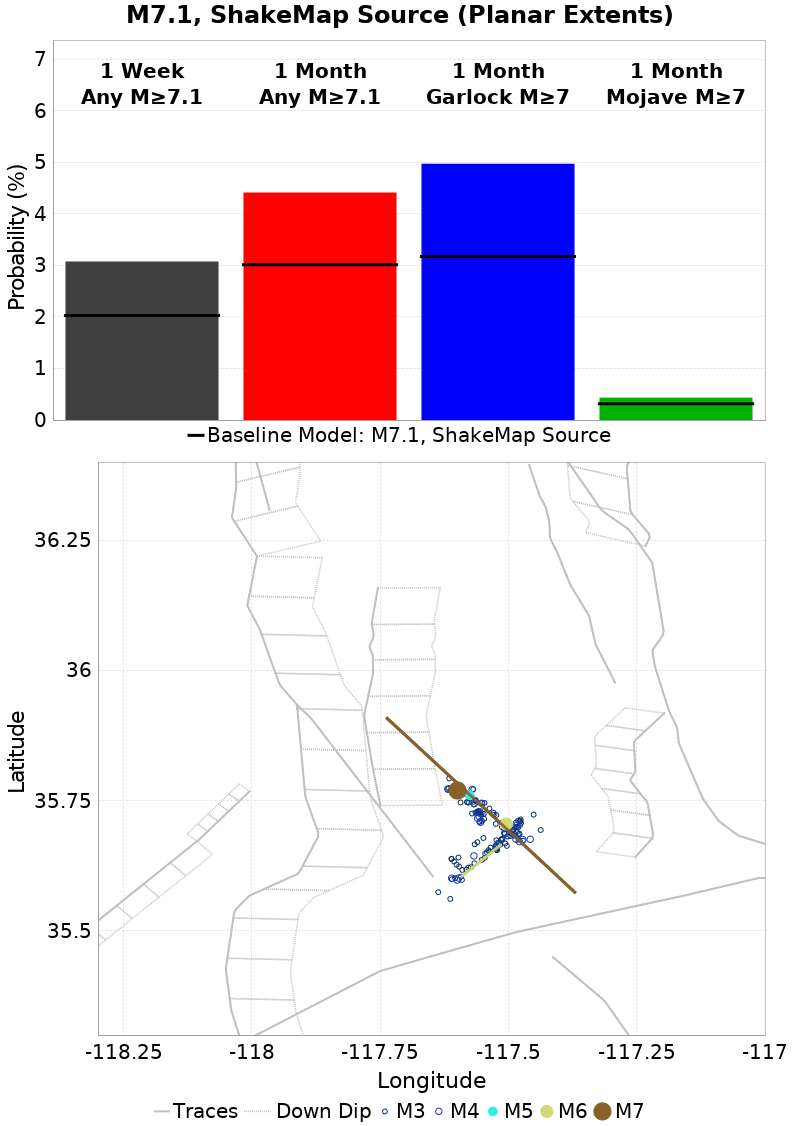 M7.1, ShakeMap Source (Planar Extents)
1 Week
Any M≥7.1
1 Month
Any M≥7.1
1 Month
Garlock M≥7
1 Month
Mojave M≥7
Probability (%)
7
6
5
4
3
2
1
0
Baseline Model: M7.1, ShakeMap Source
Latitude
36.25
36
35.75
35.5
-118.25
-118
-117.75
-117.5
-117.25
-117
Longitude
Traces Down Dip M3 M4 M5 M6 M7